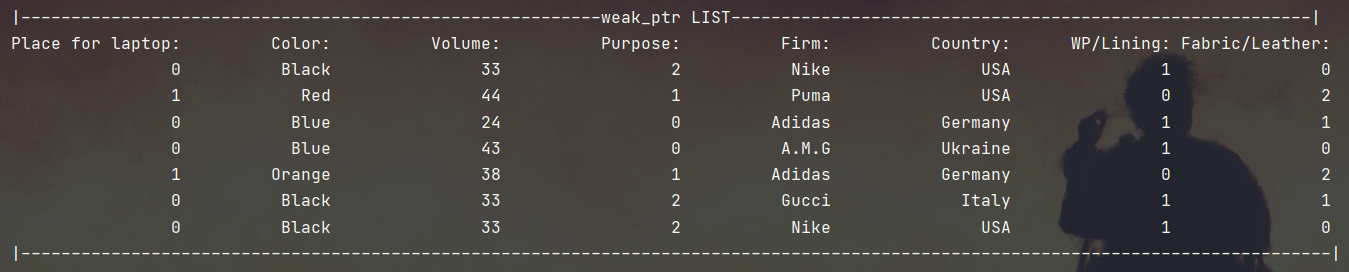 |----------------------------------------------------------weak_ptr LIST----------------------------------------------------------|
Place for laptop: Color: Volume: Purpose: Firm: Country: WP/Lining: Fabric/Leather:
0 Black 33 2 Nike USA 1 0
1 Red 44 1 Puma USA 0 2
0 Blue 24 0 Adidas Germany 1 1
0 Blue 43 0 A.M.G Ukraine 1 0
1 Orange 38 1 Adidas Germany 0 2
0 Black 33 2 Gucci Italy 1 1
0 Black 33 2 Nike USA 1 0
|-----------------------------------------------------------------------------------------------------------------------------------|